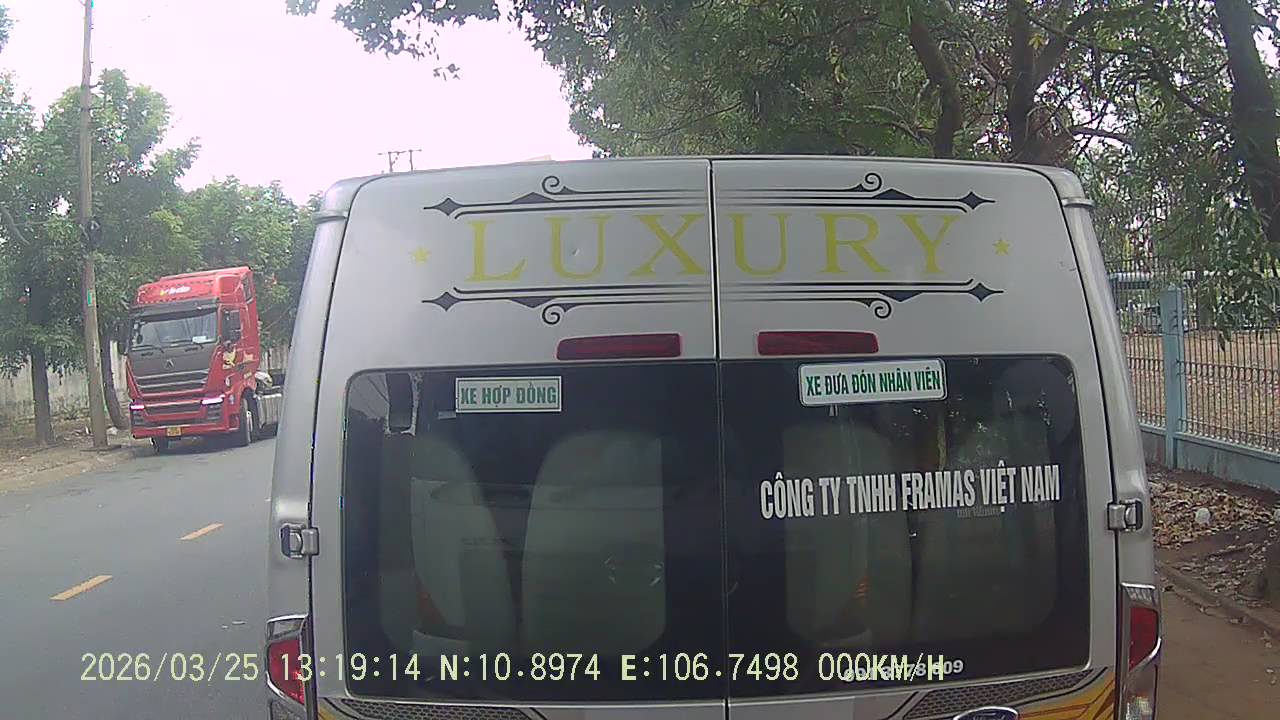 LUXURY
XE HỢP ĐỒNG
XE ĐƯA ĐÓN NHÂN VIÊN
CÔNG TY TNHH FRAMAS VIỆT NAM
2026/03/25 13:19:14 N:10.8974 E:106.7498 000KM/H